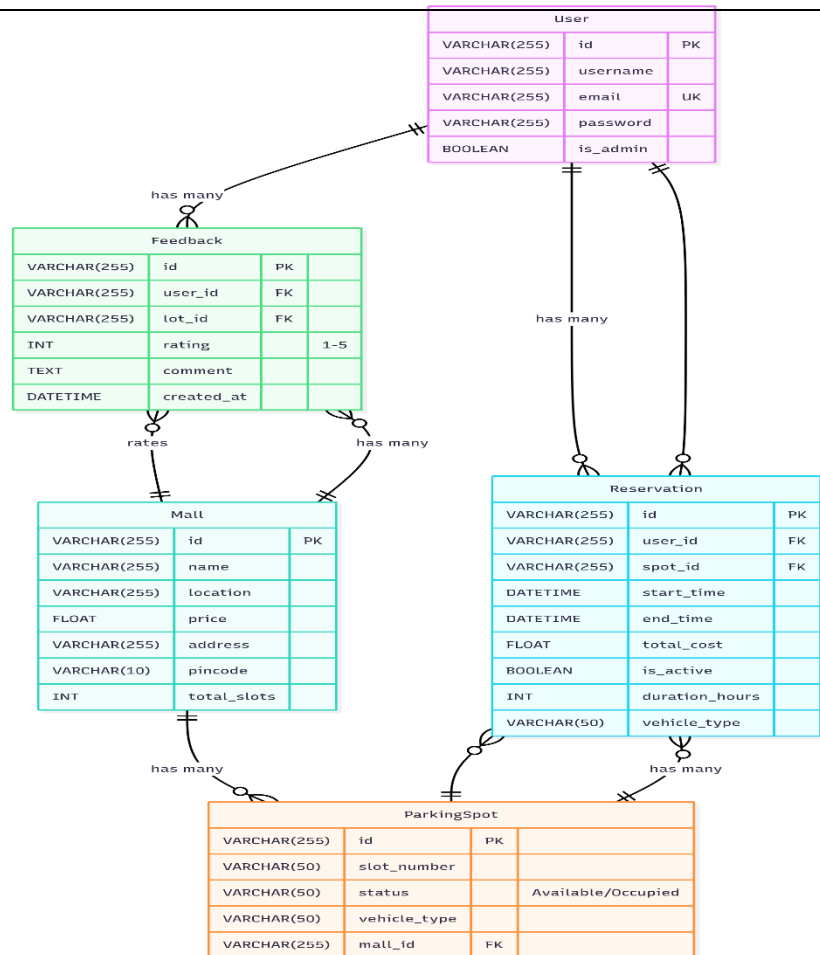 User
VARCHAR(255) id PK
VARCHAR(255) username
VARCHAR(255) email UK
VARCHAR(255) password
BOOLEAN is_admin
has many
Feedback
VARCHAR(255) id PK
VARCHAR(255) user_id FK
VARCHAR(255) lot_id FK
INT rating 1-5
TEXT comment
DATETIME created_at
has many
rates
has many
Mall
VARCHAR(255) id PK
VARCHAR(255) name
VARCHAR(255) location
FLOAT price
VARCHAR(255) address
VARCHAR(10) pincode
INT total_slots
Reservation
VARCHAR(255) id PK
VARCHAR(255) user_id FK
VARCHAR(255) spot_id FK
DATETIME start_time
DATETIME end_time
FLOAT total_cost
BOOLEAN is_active
INT duration_hours
VARCHAR(50) vehicle_type
has many
has many
ParkingSpot
VARCHAR(255) id PK
VARCHAR(50) slot_number
VARCHAR(50) status Available/Occupied
VARCHAR(50) vehicle_type
VARCHAR(255) mall_id FK